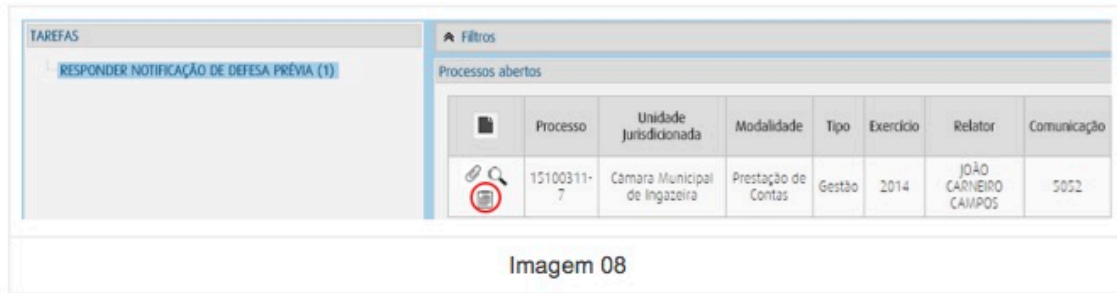 TAREFAS
RESPONDER NOTIFICAÇÃO DE DEFESA PRÉVIA (1)
Filtros
Processos abertos
Processo
Unidade
Jurisdicionada
Modalidade
Tipo
Exercício
Relator
Comunicação
15100311-
7
Câmara Municipal
de Ingazeira
Prestação de
Contas
Gestão
2014
JOÃO
CARNEIRO
CAMPOS
5052
Imagem 08